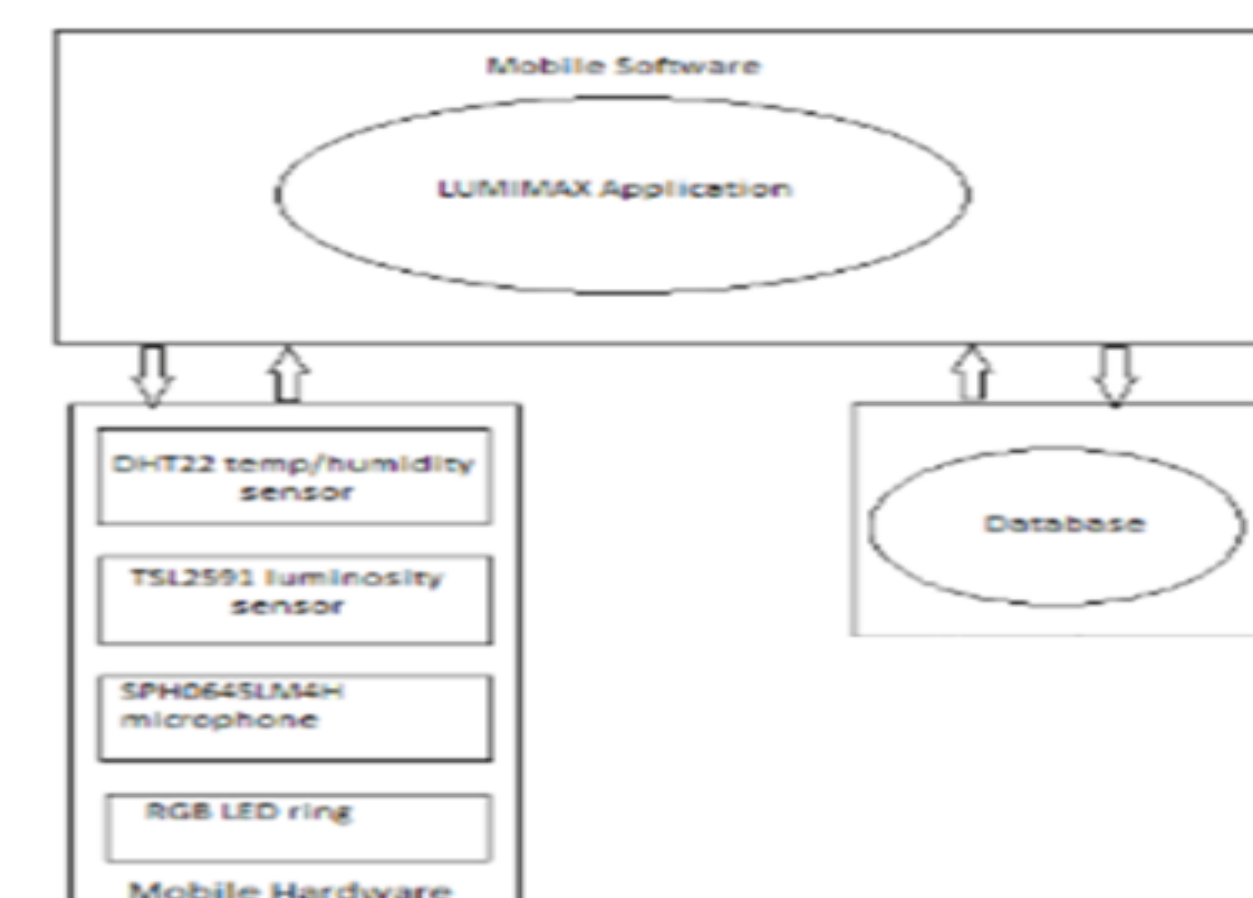 Mobile Software
LUMIMAX Application
DHT22 temp/humidity
sensor
Database
TSL2591 luminosity
sensor
SPH0645LM4H
microphone
RGB LED ring
Mobile Hardware